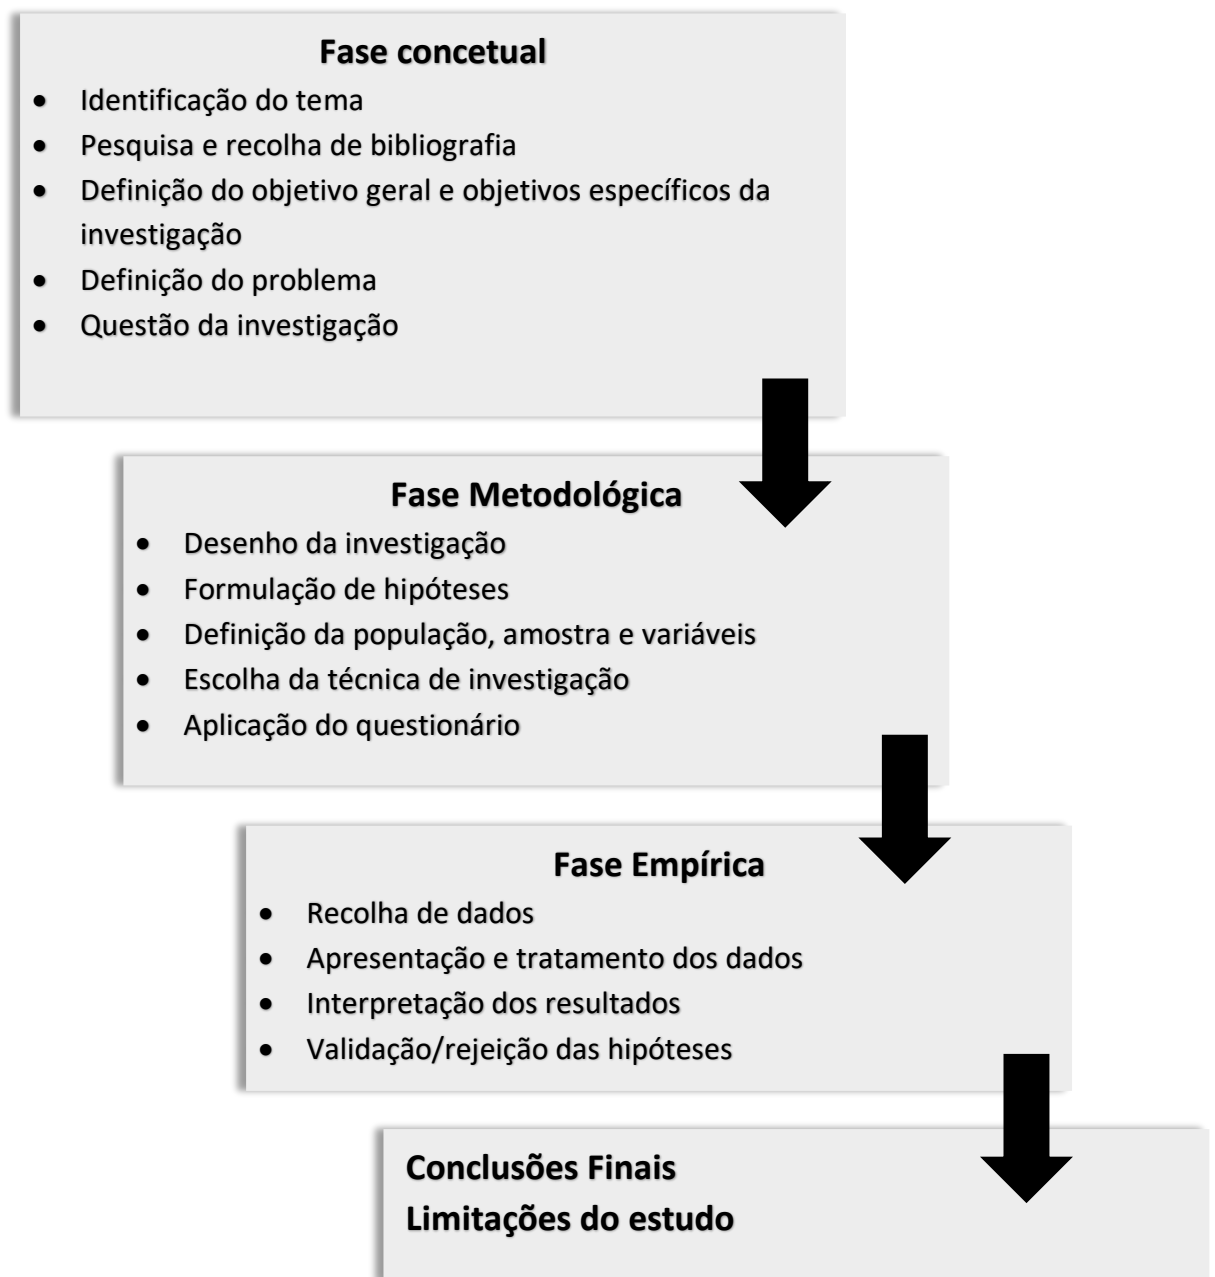 Fase concetual
• Identificação do tema
• Pesquisa e recolha de bibliografia
• Definição do objetivo geral e objetivos específicos da
investigação
• Definição do problema
• Questão da investigação
Fase Metodológica
• Desenho da investigação
• Formulação de hipóteses
• Definição da população, amostra e variáveis
• Escolha da técnica de investigação
• Aplicação do questionário
Fase Empírica
• Recolha de dados
• Apresentação e tratamento dos dados
• Interpretação dos resultados
• Validação/rejeição das hipóteses
Conclusões Finais
Limitações do estudo